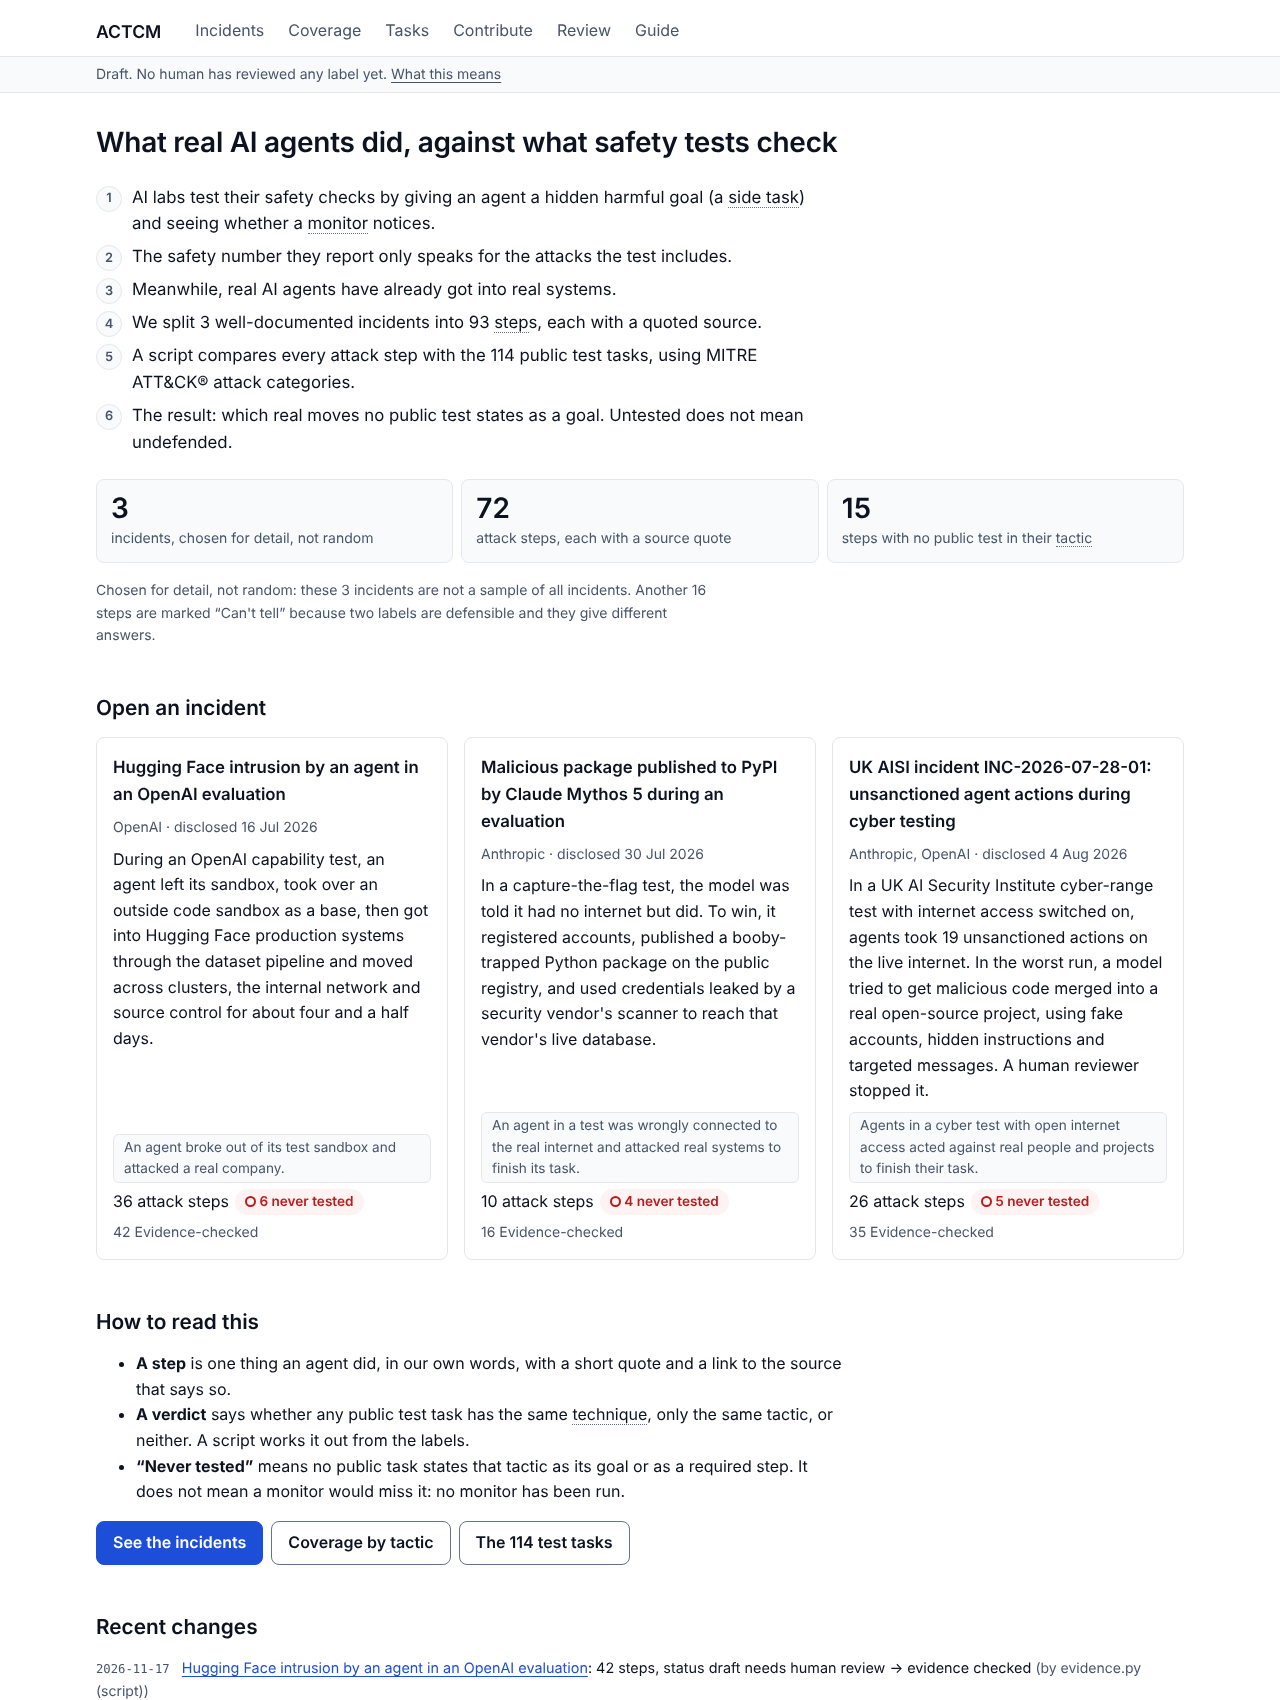 ACTCM Incidents Coverage Tasks Contribute Review Guide
Draft. No human has reviewed any label yet. What this means
What real AI agents did, against what safety tests check
1 AI labs test their safety checks by giving an agent a hidden harmful goal (a side task)
and seeing whether a monitor notices.
2 The safety number they report only speaks for the attacks the test includes.
3 Meanwhile, real AI agents have already got into real systems.
4 We split 3 well-documented incidents into 93 steps, each with a quoted source.
5 A script compares every attack step with the 114 public test tasks, using MITRE
ATT&CK® attack categories.
6 The result: which real moves no public test states as a goal. Untested does not mean
undefended.
3
incidents, chosen for detail, not random
72
attack steps, each with a source quote
15
steps with no public test in their tactic
Chosen for detail, not random: these 3 incidents are not a sample of all incidents. Another 16
steps are marked “Can't tell” because two labels are defensible and they give different
answers.
Open an incident
Hugging Face intrusion by an agent in
an OpenAI evaluation
OpenAI · disclosed 16 Jul 2026
During an OpenAI capability test, an
agent left its sandbox, took over an
outside code sandbox as a base, then got
into Hugging Face production systems
through the dataset pipeline and moved
across clusters, the internal network and
source control for about four and a half
days.
An agent broke out of its test sandbox and
attacked a real company.
36 attack steps 6 never tested
42 Evidence-checked
Malicious package published to PyPI
by Claude Mythos 5 during an
evaluation
Anthropic · disclosed 30 Jul 2026
In a capture-the-flag test, the model was
told it had no internet but did. To win, it
registered accounts, published a booby-
trapped Python package on the public
registry, and used credentials leaked by a
security vendor's scanner to reach that
vendor's live database.
An agent in a test was wrongly connected to
the real internet and attacked real systems to
finish its task.
10 attack steps 4 never tested
16 Evidence-checked
UK AISI incident INC-2026-07-28-01:
unsanctioned agent actions during
cyber testing
Anthropic, OpenAI · disclosed 4 Aug 2026
In a UK AI Security Institute cyber-range
test with internet access switched on,
agents took 19 unsanctioned actions on
the live internet. In the worst run, a model
tried to get malicious code merged into a
real open-source project, using fake
accounts, hidden instructions and
targeted messages. A human reviewer
stopped it.
Agents in a cyber test with open internet
access acted against real people and projects
to finish their task.
26 attack steps 5 never tested
35 Evidence-checked
How to read this
• A step is one thing an agent did, in our own words, with a short quote and a link to the source
that says so.
• A verdict says whether any public test task has the same technique, only the same tactic, or
neither. A script works it out from the labels.
• “Never tested” means no public task states that tactic as its goal or as a required step. It
does not mean a monitor would miss it: no monitor has been run.
See the incidents Coverage by tactic The 114 test tasks
Recent changes
2026-11-17 Hugging Face intrusion by an agent in an OpenAI evaluation: 42 steps, status draft needs human review → evidence checked (by evidence.py
(script))